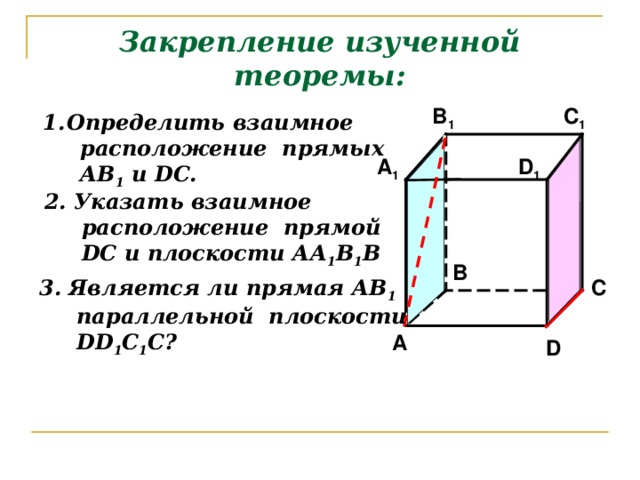 Закрепление изученной
теоремы:
1.Определить взаимное
расположение прямых
AB₁ и DC.
2. Указать взаимное
расположение прямой
DC и плоскости AA₁B₁B
3. Является ли прямая AB₁
параллельной плоскости
DD₁C₁C?
B₁ C₁
A₁ D₁
B
C
A
D